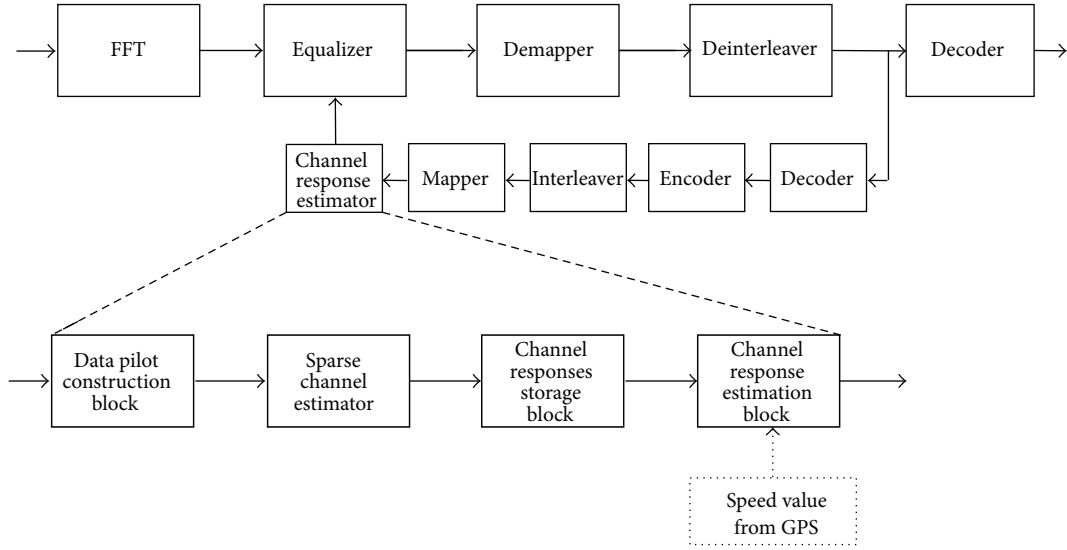 FFT
Equalizer
Demapper
Deinterleaver
Decoder
Channel
response
estimator
Mapper
Interleaver
Encoder
Decoder
Data pilot
construction
block
Sparse
channel
estimator
Channel
responses
storage
block
Channel
response
estimation
block
Speed value
from GPS